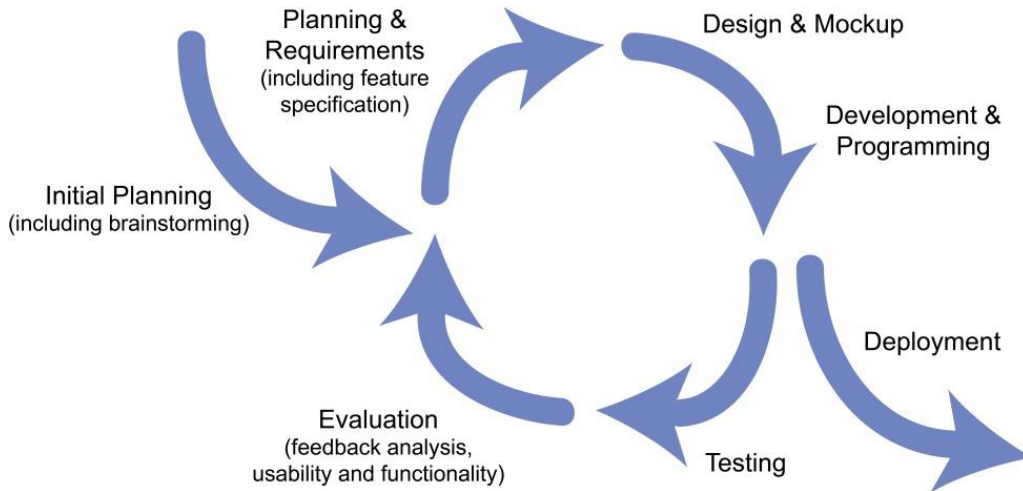 Planning &
Requirements
(including feature
specification)
Design & Mockup
Development &
Programming
Initial Planning
(including brainstorming)
Deployment
Evaluation
(feedback analysis,
usability and functionality)
Testing